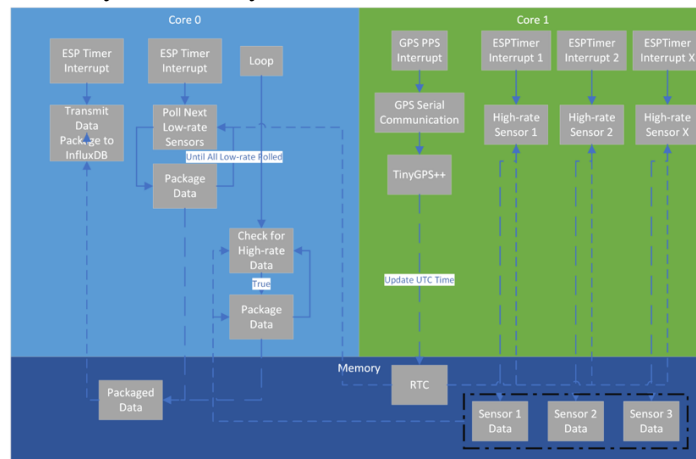 Core 0
Core 1
ESP Timer
Interrupt
ESP Timer
Interrupt
Loop
GPS PPS
Interrupt
ESPTimer
Interrupt 1
ESPTimer
Interrupt 2
ESPTimer
Interrupt X
Transmit
Data
Package to
InfluxDB
Poll Next
Low-rate
Sensors
GPS Serial
Communication
High-rate
Sensor 1
High-rate
Sensor 2
High-rate
Sensor X
Until All Low-rate Polled
Package
Data
TinyGPS++
Check for
High-rate
Data
True
Update UTC Time
Package
Data
Memory
Packaged
Data
RTC
Sensor 1
Data
Sensor 2
Data
Sensor 3
Data